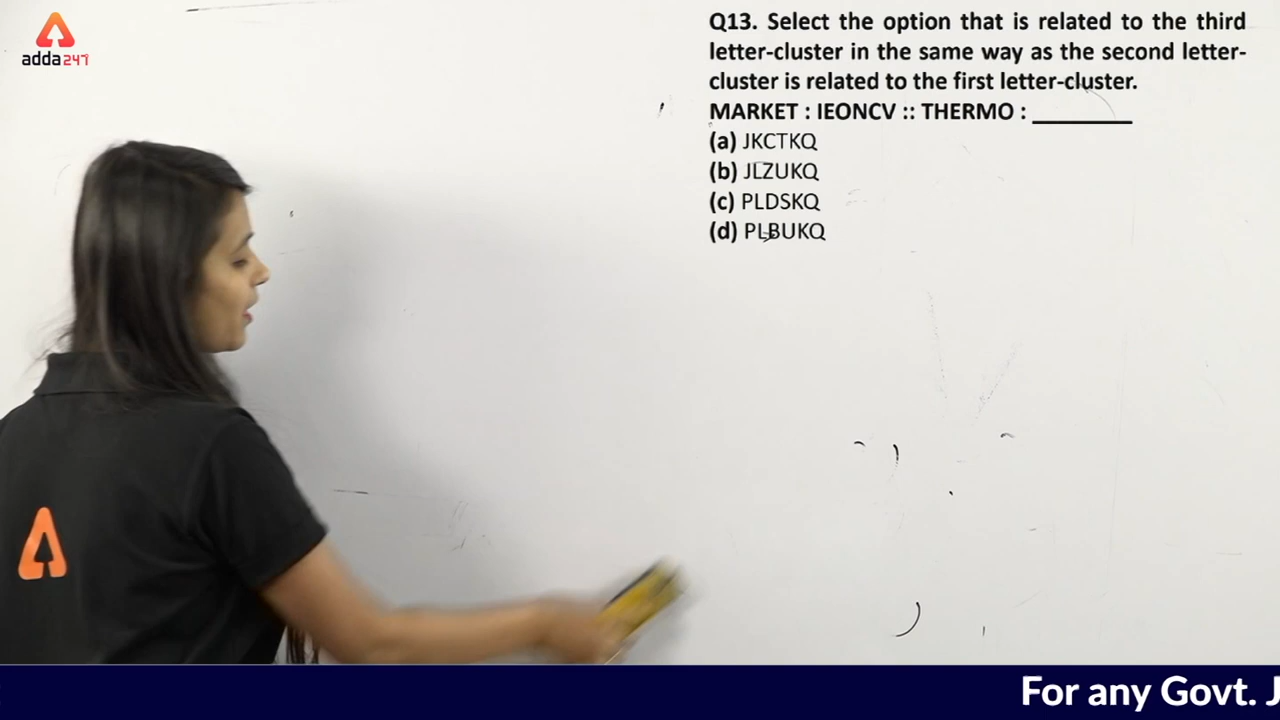 adda247
Q13. Select the option that is related to the third
letter-cluster in the same way as the second letter-
cluster is related to the first letter-cluster.
MARKET : IEONCV :: THERMO : ________
(a) JKCTKQ
(b) JLZUKQ
(c) PLDSKQ
(d) PLBUKQ
For any Govt. J